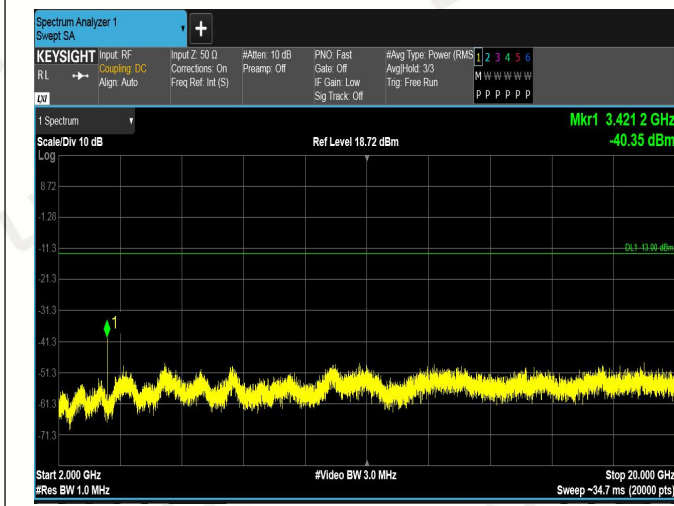 Spectrum Analyzer 1
Swept SA
+
KEYSIGHT
RL
LXI
Input: RF
Coupling: DC
Align: Auto
Input Z: 50 Ω
Corrections: On
Freq Ref: Int (S)
#Atten: 10 dB
Preamp: Off
PNO: Fast
Gate: Off
IF Gain: Low
Sig Track: Off
#Avg Type: Power (RMS
Avg|Hold: 3/3
Trig: Free Run
1 2 3 4 5 6
M W W W W W
P P P P P P
1 Spectrum
Mkr1 3.421 2 GHz
Scale/Div 10 dB
Ref Level 18.72 dBm
-40.35 dBm
Log
8.72
-1.28
-11.3
DL1 -13.00 dBm
-21.3
-31.3
1
-41.3
-51.3
-61.3
-71.3
Start 2.000 GHz
#Video BW 3.0 MHz
Stop 20.000 GHz
#Res BW 1.0 MHz
Sweep ~34.7 ms (20000 pts)